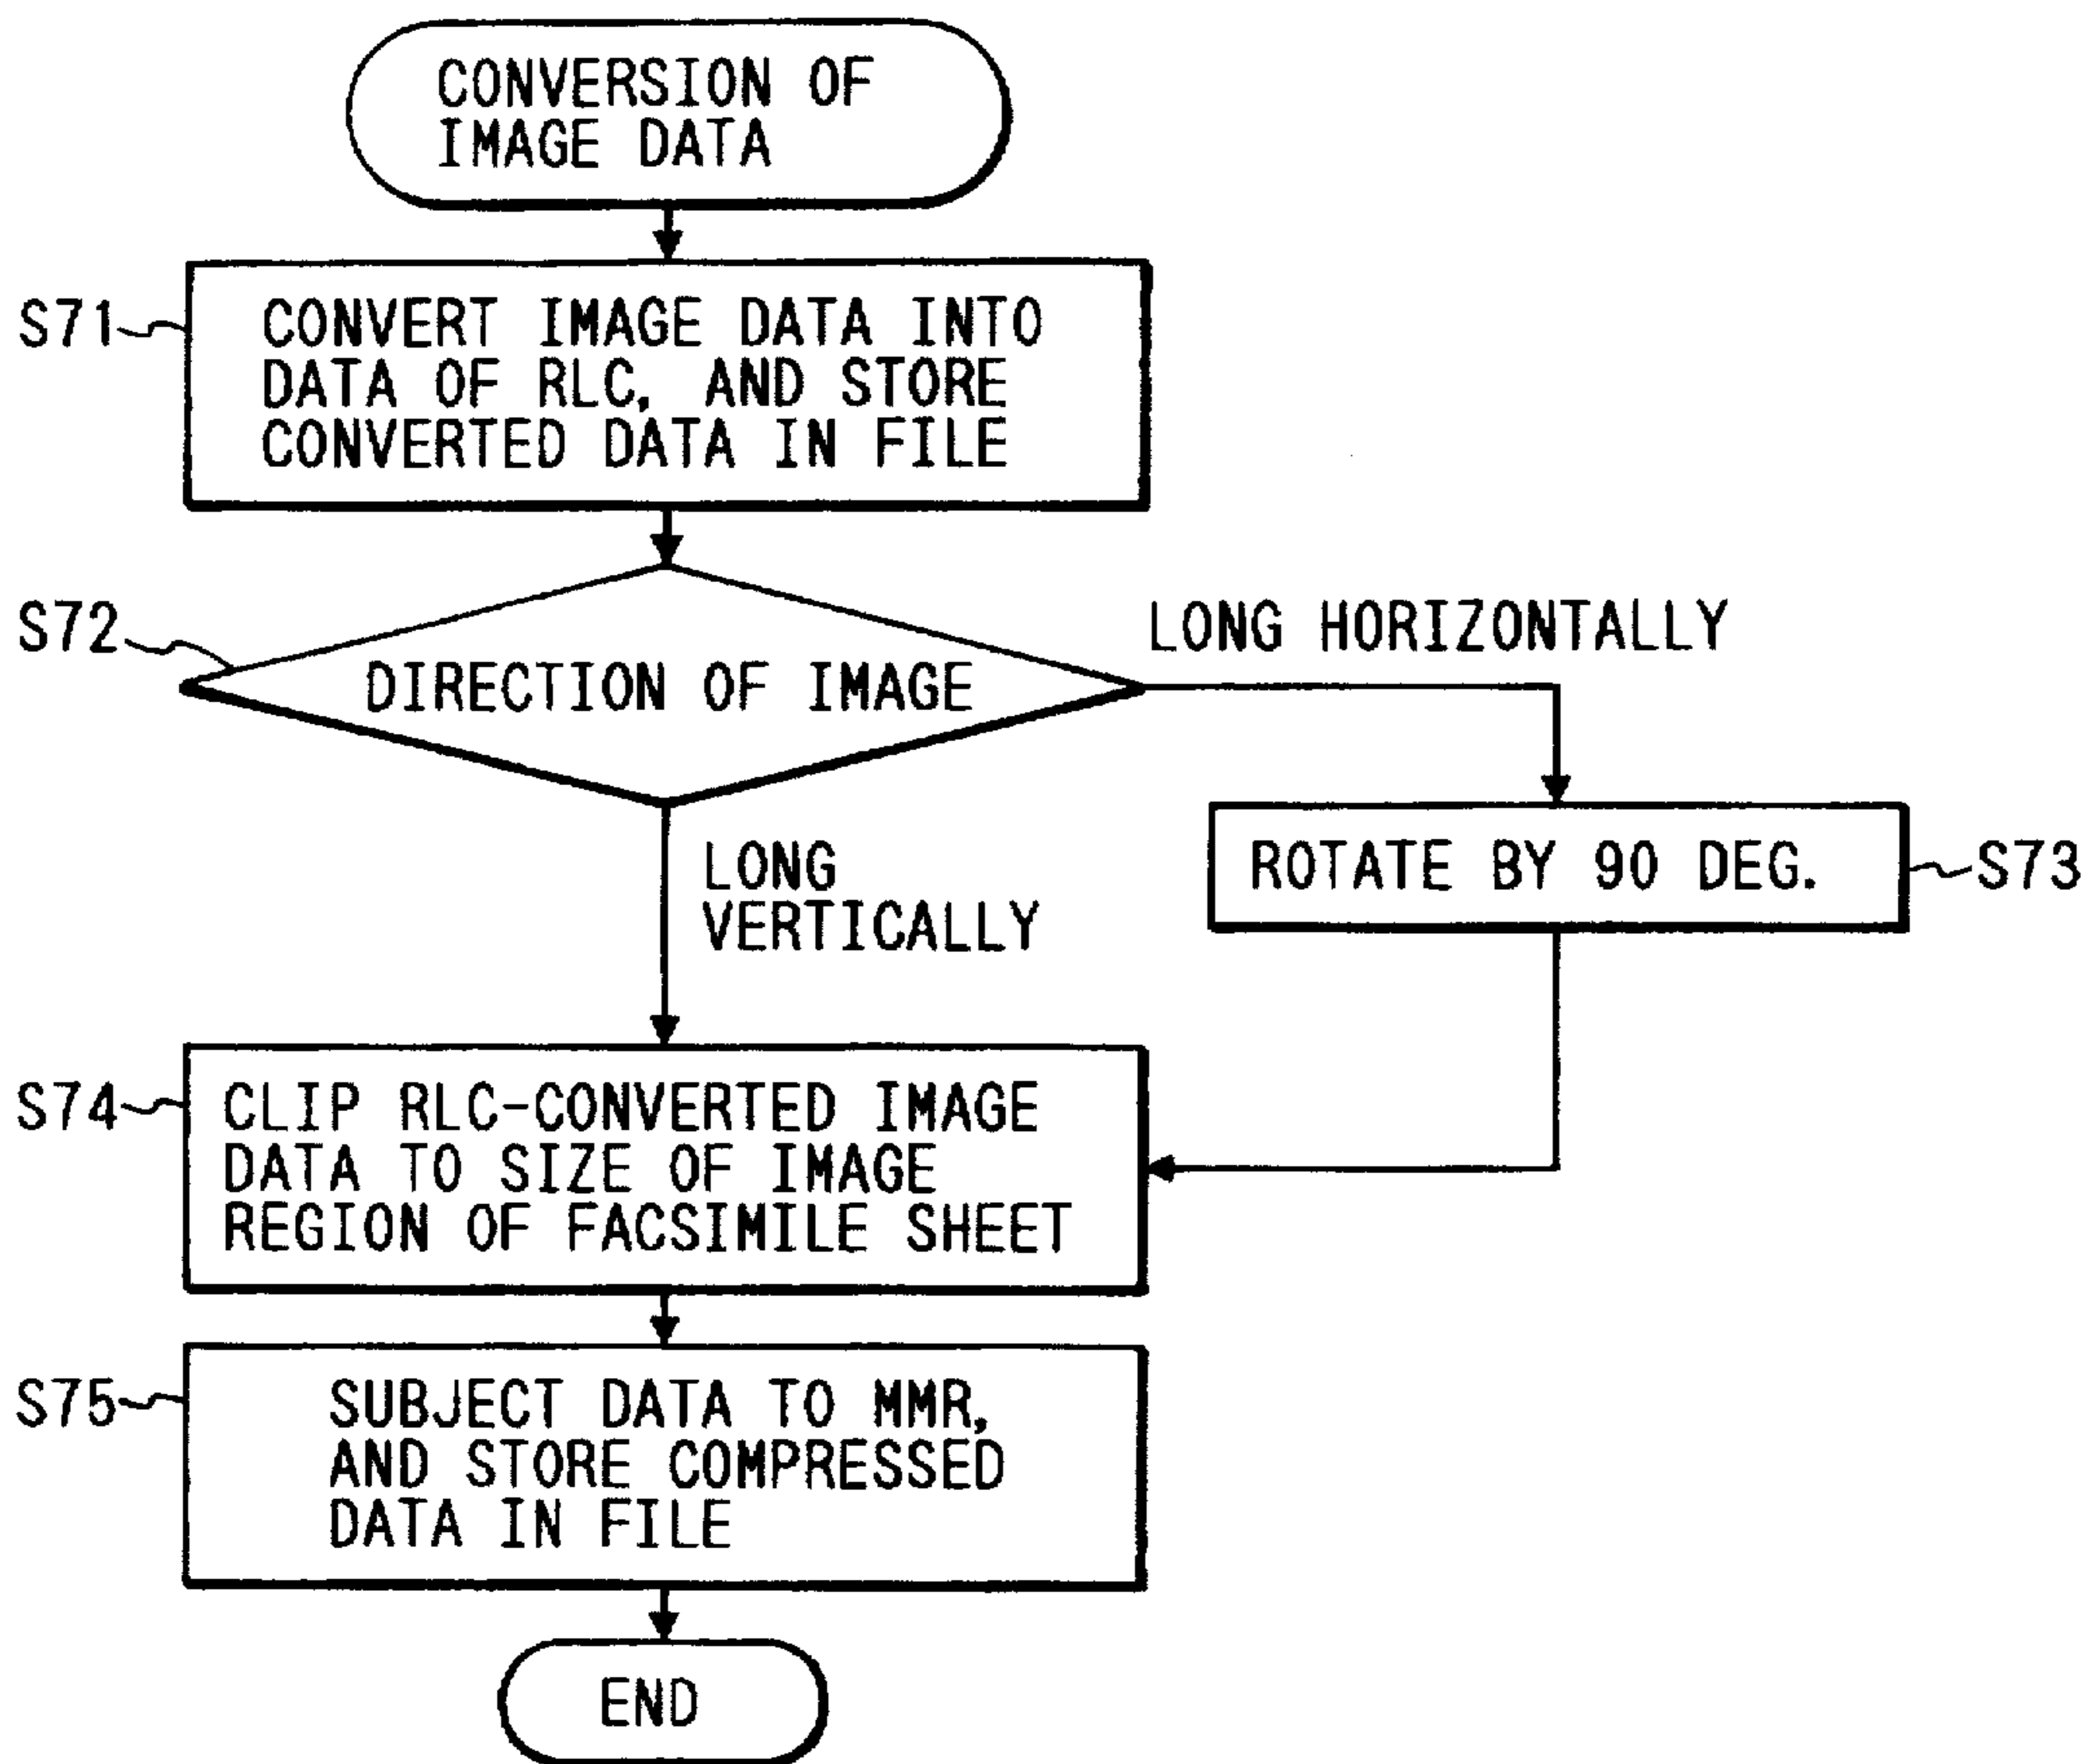 CONVERSION OF
IMAGE DATA
S71
CONVERT IMAGE DATA INTO
DATA OF RLC, AND STORE
CONVERTED DATA IN FILE
S72
DIRECTION OF IMAGE
LONG HORIZONTALLY
LONG
VERTICALLY
ROTATE BY 90 DEG.
S73
S74
CLIP RLC-CONVERTED IMAGE
DATA TO SIZE OF IMAGE
REGION OF FACSIMILE SHEET
S75
SUBJECT DATA TO MMR,
AND STORE COMPRESSED
DATA IN FILE
END